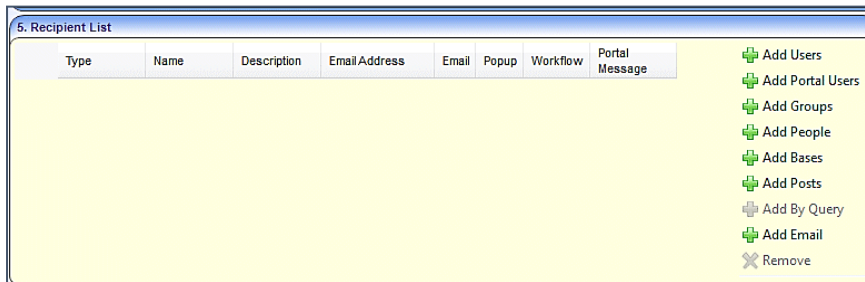 5. Recipient List
Type Name Description Email Address Email Popup Workflow Portal Message
Add Users
Add Portal Users
Add Groups
Add People
Add Bases
Add Posts
Add By Query
Add Email
Remove